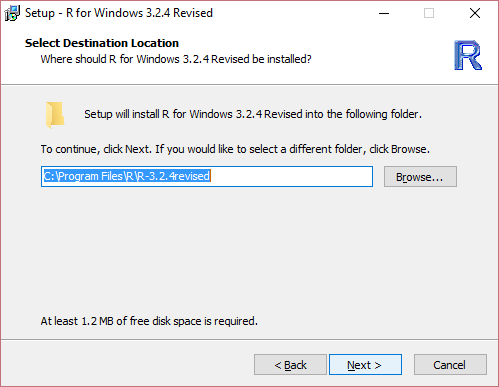 Setup - R for Windows 3.2.4 Revised
Select Destination Location
Where should R for Windows 3.2.4 Revised be installed?
R
Setup will install R for Windows 3.2.4 Revised into the following folder.
To continue, click Next. If you would like to select a different folder, click Browse.
C:\Program Files\R\R-3.2.4revised
Browse...
At least 1.2 MB of free disk space is required.
< Back
Next >
Cancel